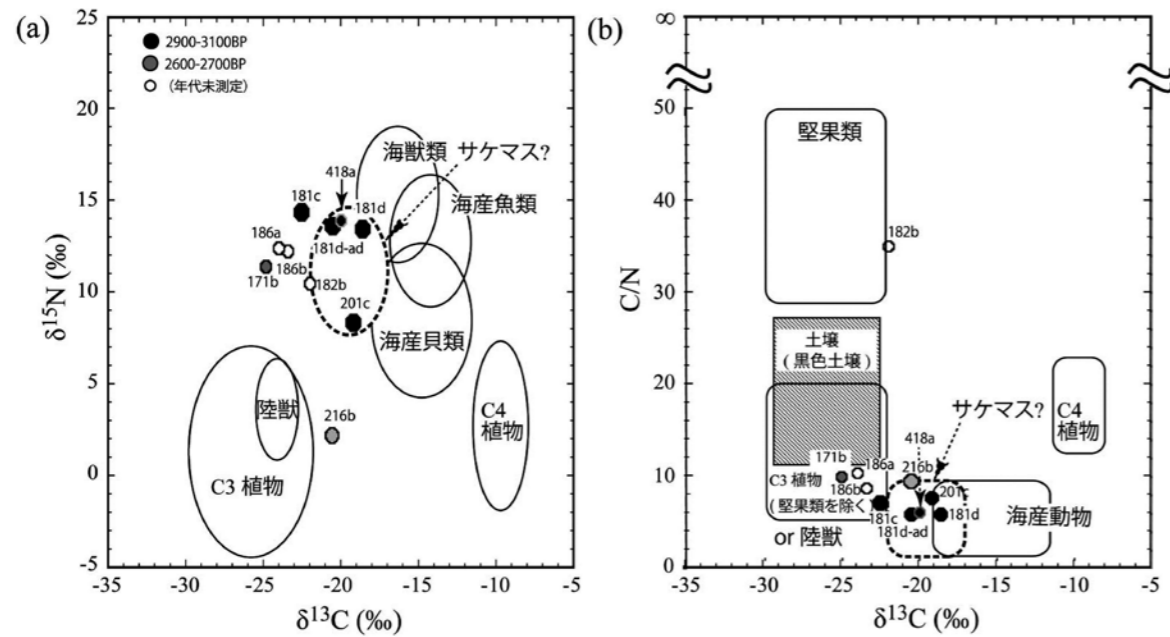 (a)
25
20
15
10
5
0
-5
δ15N (‰)
2900-3100BP
2600-2700BP
(年代未測定)
海獣類
サケマス?
418a
181c
181d
海産魚類
186a
181d-ad
186b
171b
182b
201c
海産貝類
陸獣
216b
C4
植物
C3 植物
-35
-30
-25
-20
-15
-10
-5
δ13C (‰)
(b)
∞
50
40
30
20
10
0
C/N
堅果類
182b
土壌
(黒色土壌)
サケマス?
C4
植物
418a
171b
186a
216b
C3 植物
186b
201c
(堅果類を除く)
181c
181d
海産動物
181d-ad
or 陸獣
-35
-30
-25
-20
-15
-10
-5
δ13C (‰)